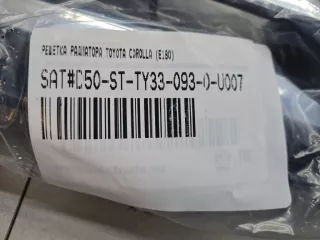 РЕШЕТКА РАДИАТОРА TOYOTA COROLLA (E180)
SAT#D50-ST-TY33-093-0-U007